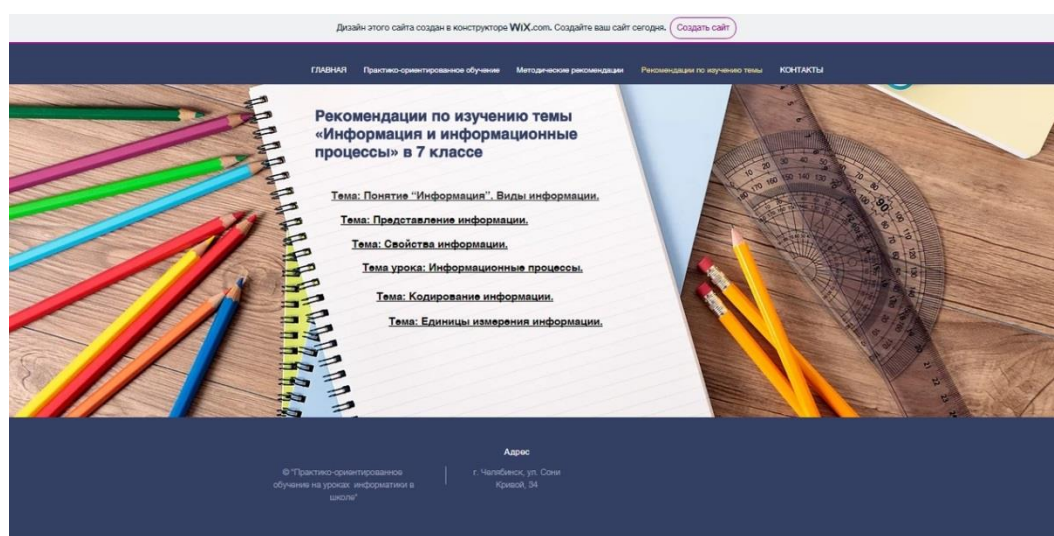 Дизайн этого сайта создан в конструкторе WiX.com. Создайте ваш сайт сегодня. Создать сайт
ГЛАВНАЯ Практико-ориентированное обучение Методические рекомендации Рекомендации по изучению темы КОНТАКТЫ
Рекомендации по изучению темы
«Информация и информационные
процессы» в 7 классе
Тема: Понятие “Информация”. Виды информации.
Тема: Представление информации.
Тема: Свойства информации.
Тема урока: Информационные процессы.
Тема: Кодирование информации.
Тема: Единицы измерения информации.
Адрес
© "Практико-ориентированное
обучение на уроках информатики в
школе"
г. Челябинск, ул. Сони
Кривой, 34